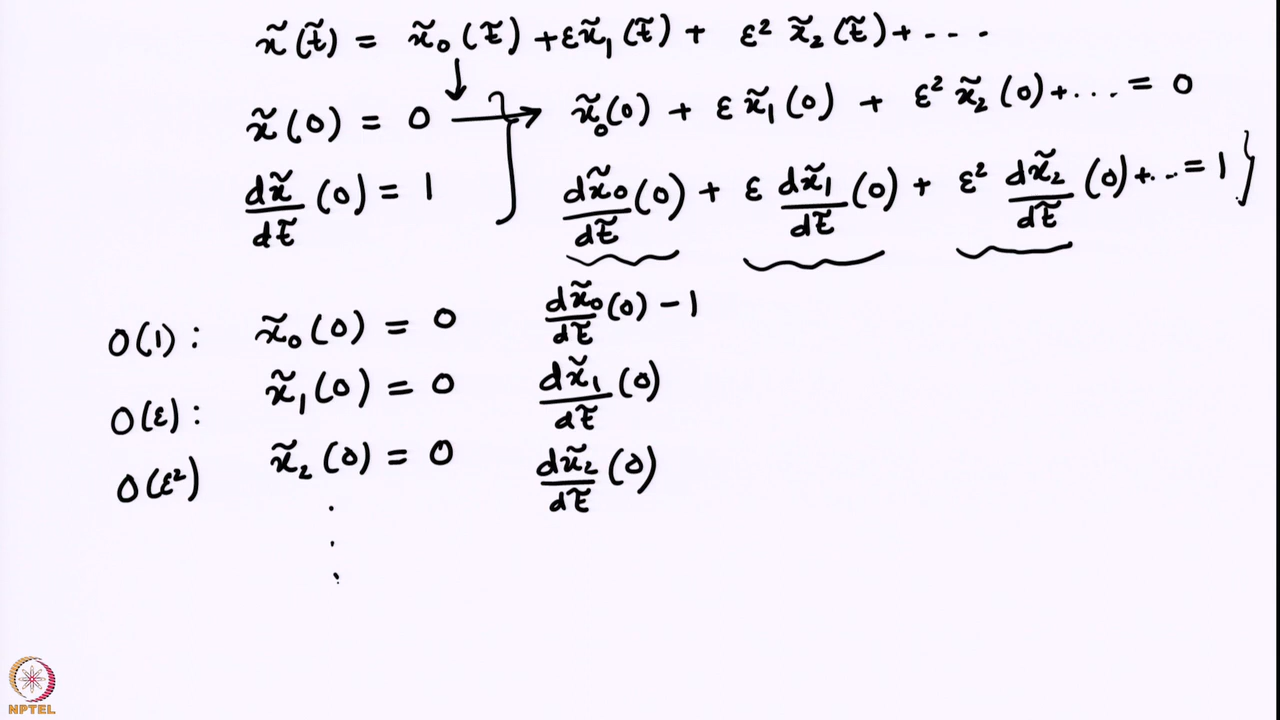 x̃(t̃) = x̃₀(t̃) + εx̃₁(t̃) + ε² x̃₂(t̃) + ---
x̃(0) = 0 → x̃₀(0) + ε x̃₁(0) + ε² x̃₂(0) + ... = 0
dx̃/dt̃ (0) = 1 dx̃₀/dt̃ (0) + ε dx̃₁/dt̃ (0) + ε² dx̃₂/dt̃ (0) + ... = 1 }
O(1) : x̃₀(0) = 0 dx̃₀/dt̃ (0) - 1
O(ε) : x̃₁(0) = 0 dx̃₁/dt̃ (0)
O(ε²) x̃₂(0) = 0 dx̃₂/dt̃ (0)
NPTEL